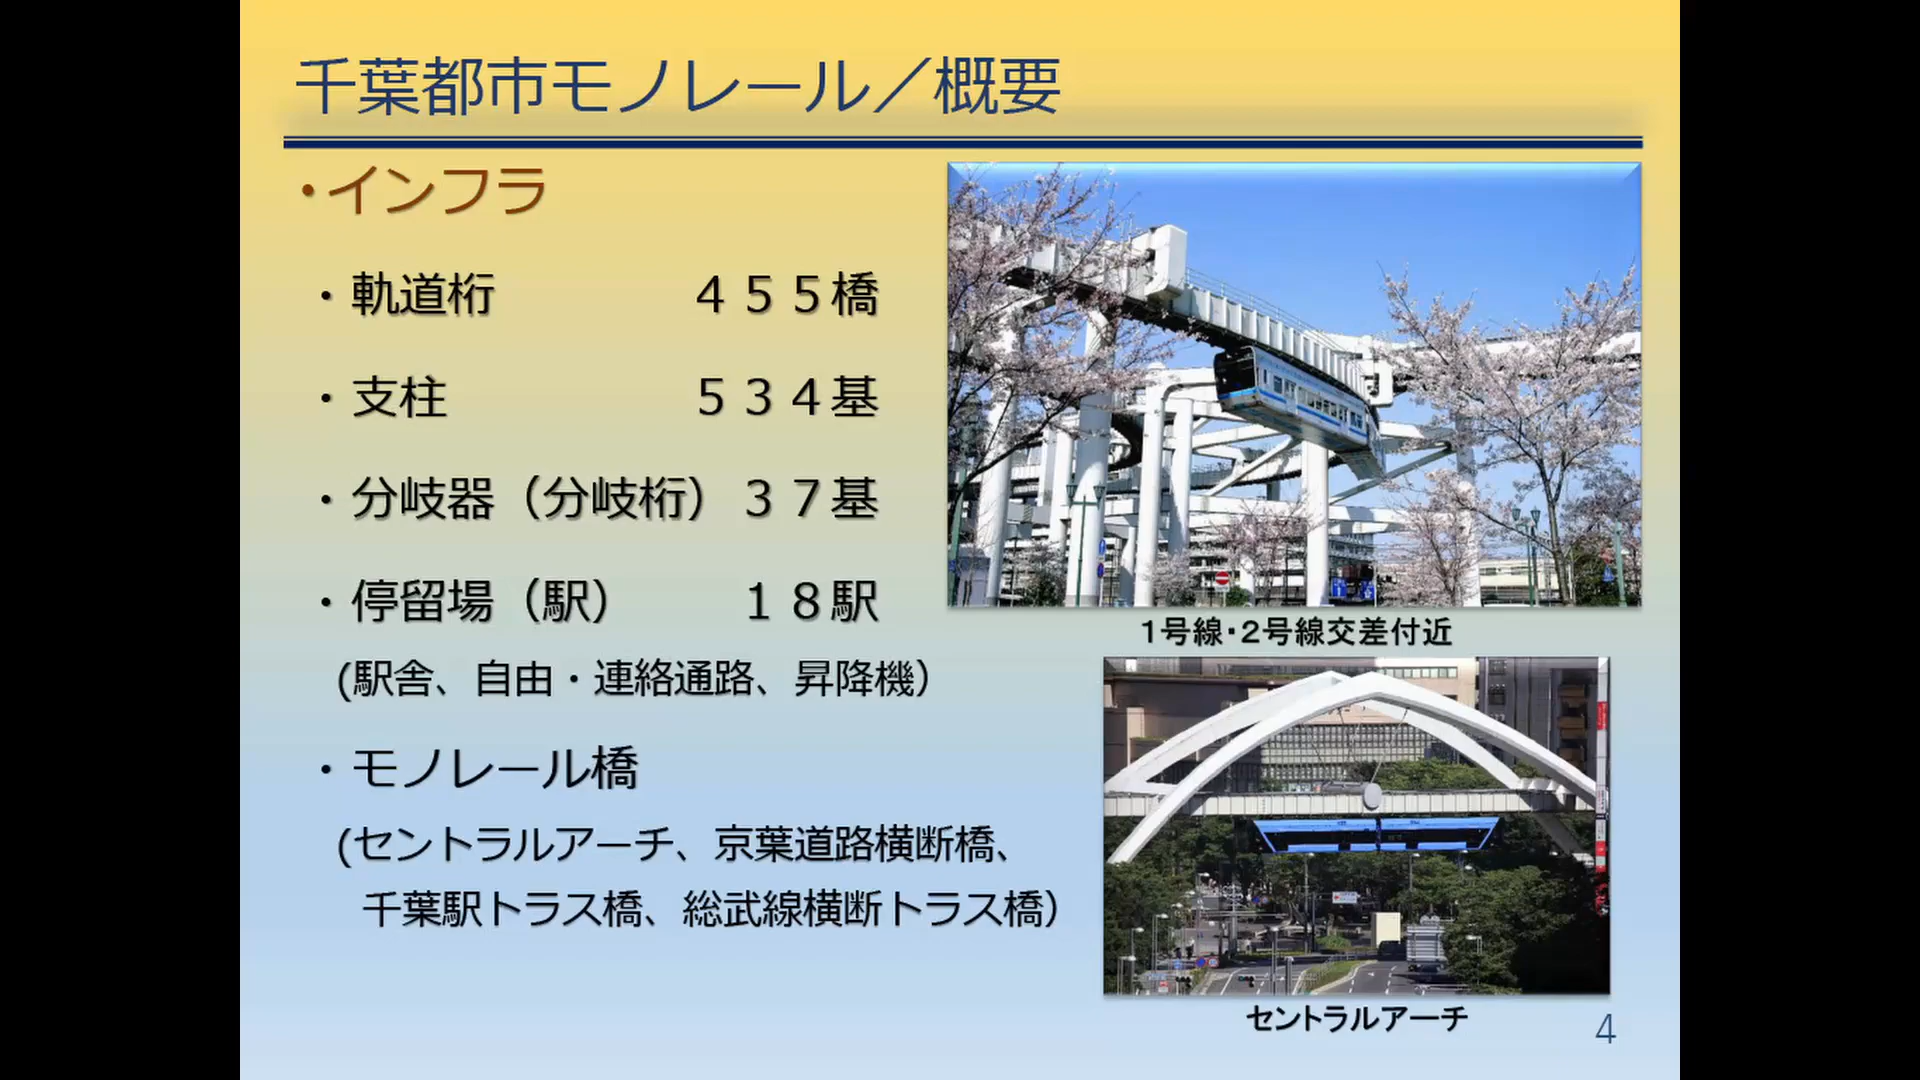 千葉都市モノレール／概要
・インフラ
・軌道桁　４５５橋
・支柱　５３４基
・分岐器（分岐桁）３７基
・停留場（駅）　１８駅
(駅舎、自由・連絡通路、昇降機）
・モノレール橋
(セントラルアーチ、京葉道路横断橋、
千葉駅トラス橋、総武線横断トラス橋）
１号線・２号線交差付近
セントラルアーチ
4